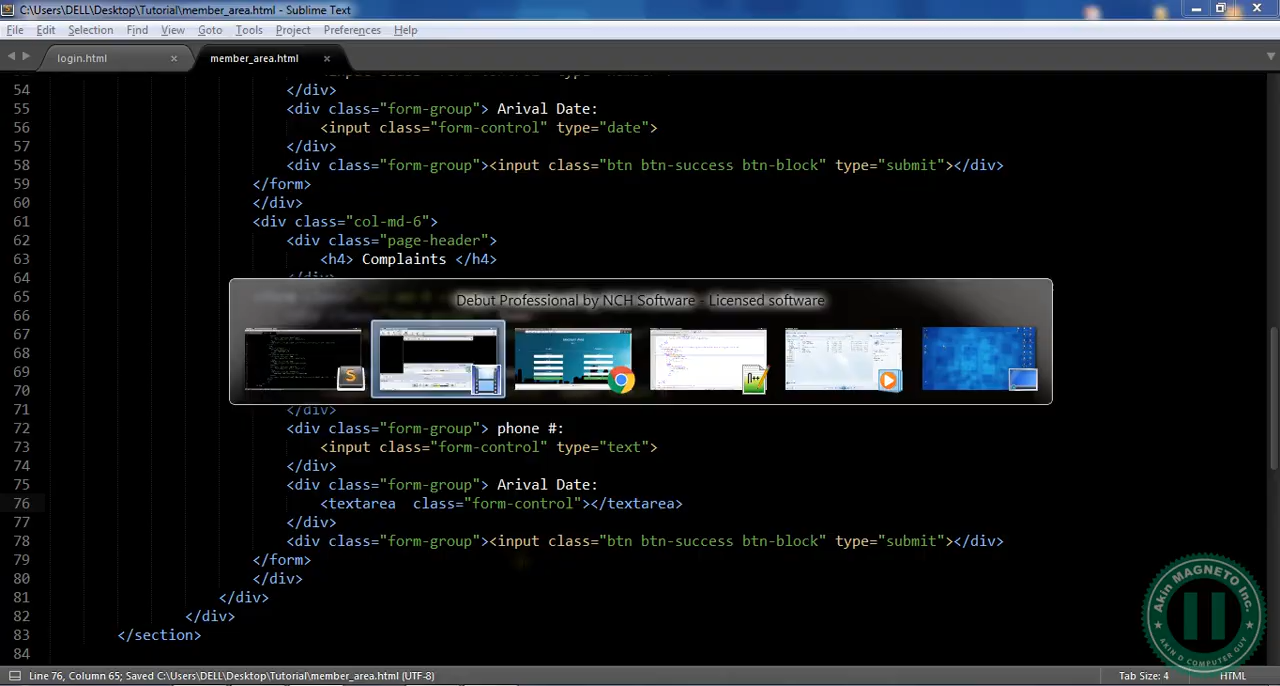 C:\Users\DELL\Desktop\Tutorial\member_area.html - Sublime Text
File Edit Selection Find View Goto Tools Project Preferences Help
login.html × member_area.html ×
54 </div>
55 <div class="form-group"> Arival Date:
56 <input class="form-control" type="date">
57 </div>
58 <div class="form-group"><input class="btn btn-success btn-block" type="submit"></div>
59 </form>
60 </div>
61 <div class="col-md-6">
62 <div class="page-header">
63 <h4> Complaints </h4>
64 </div>
Debut Professional by NCH Software - Licensed software
65
66
67
68
69
70
71 </div>
72 <div class="form-group"> phone #:
73 <input class="form-control" type="text">
74 </div>
75 <div class="form-group"> Arival Date:
76 <textarea  class="form-control"></textarea>
77 </div>
78 <div class="form-group"><input class="btn btn-success btn-block" type="submit"></div>
79 </form>
80 </div>
81 </div>
82 </div>
83 </section>
84
Akin MAGNETO Inc.
AKIN D COMPUTER GUY
Line 76, Column 65; Saved C:\Users\DELL\Desktop\Tutorial\member_area.html (UTF-8) Tab Size: 4 HTML